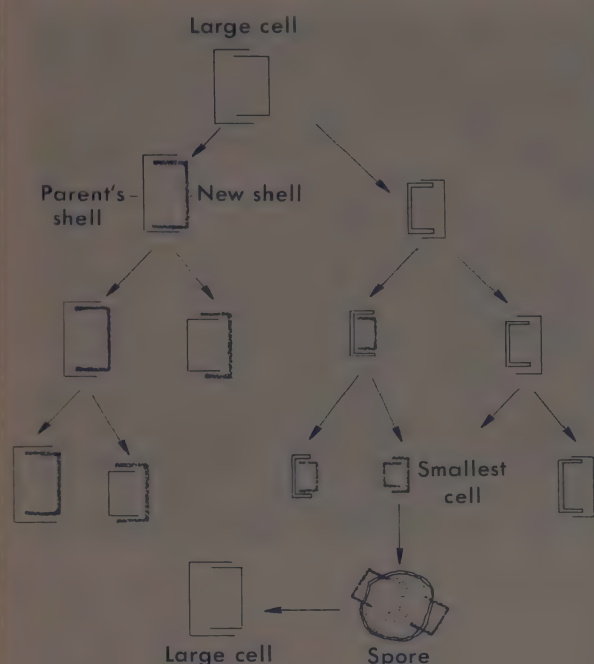 Large cell
Parent's
shell
New shell
Smallest
cell
Large cell
Spore